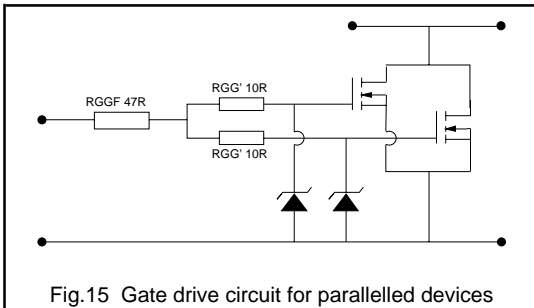 RGGF 47R
RGG' 10R
RGG' 10R
Fig.15 Gate drive circuit for parallelled devices